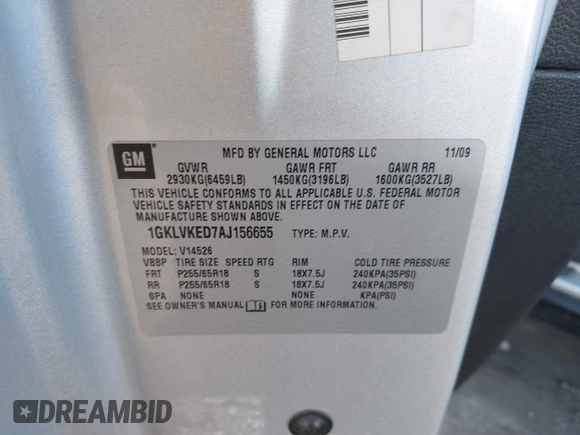 GM
MFD BY GENERAL MOTORS LLC 11/09
GVWR GAWR FRT GAWR RR
2930KG(6459LB) 1450KG(3196LB) 1600KG(3527LB)
THIS VEHICLE CONFORMS TO ALL APPLICABLE U.S. FEDERAL MOTOR
VEHICLE SAFETY STANDARDS IN EFFECT ON THE DATE OF
MANUFACTURE SHOWN ABOVE.
1GKLVKED7AJ156655 TYPE: M.P.V.
MODEL: V14526
VBBP TIRE SIZE SPEED RTG RIM COLD TIRE PRESSURE
FRT P255/65R18 S 18X7.5J 240KPA(35PSI)
RR P255/65R18 S 18X7.5J 240KPA(35PSI)
SPA NONE NONE KPA(PSI)
SEE OWNER'S MANUAL FOR MORE INFORMATION.
DREAMBID